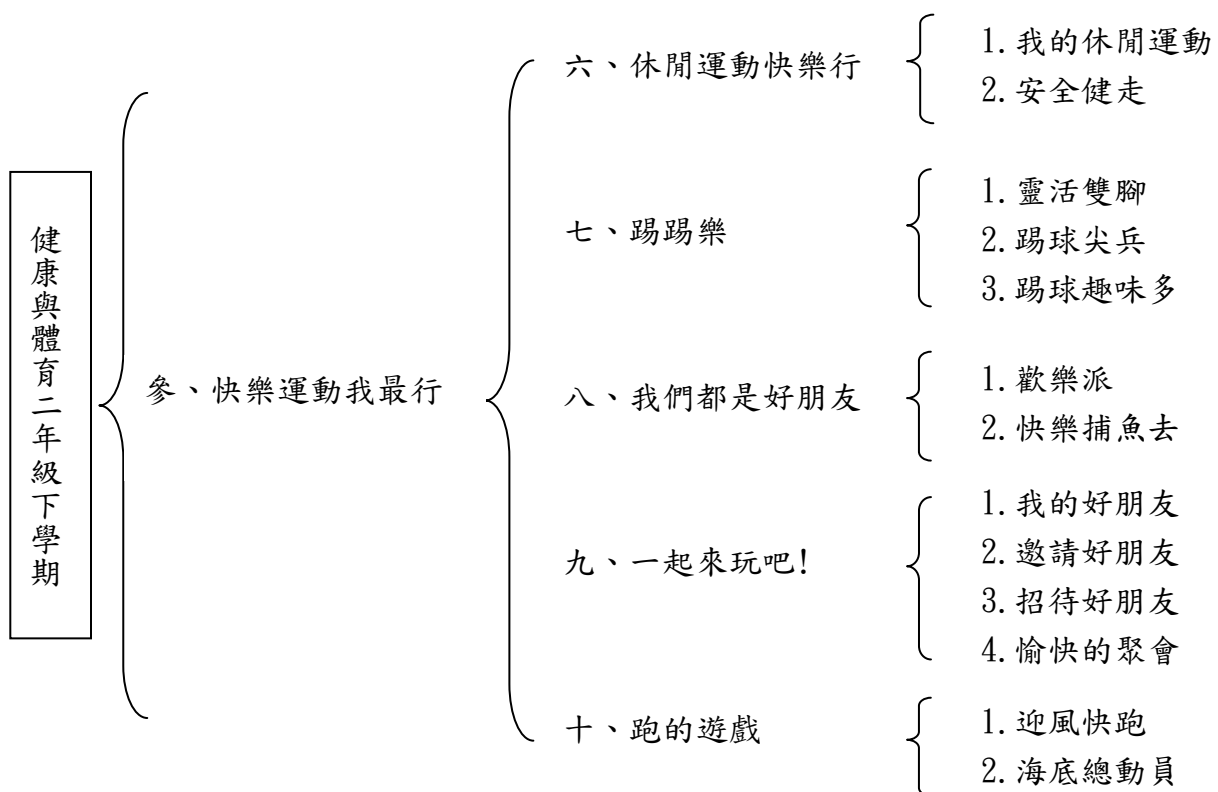 健康與體育二年級下學期
參、快樂運動我最行
六、休閒運動快樂行
1.我的休閒運動
2.安全健走
七、踢踢樂
1.靈活雙腳
2.踢球尖兵
3.踢球趣味多
八、我們都是好朋友
1.歡樂派
2.快樂捕魚去
九、一起來玩吧!
1.我的好朋友
2.邀請好朋友
3.招待好朋友
4.愉快的聚會
十、跑的遊戲
1.迎風快跑
2.海底總動員